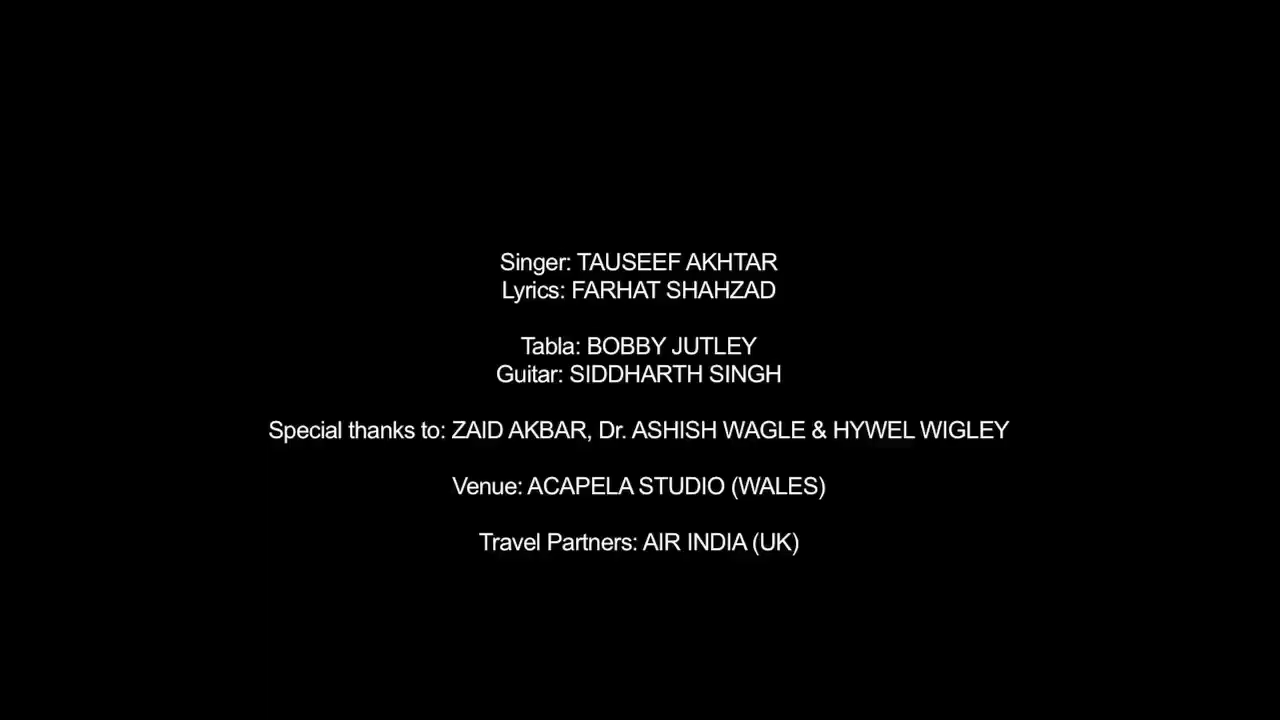 Singer: TAUSEEF AKHTAR
Lyrics: FARHAT SHAHZAD
Tabla: BOBBY JUTLEY
Guitar: SIDDHARTH SINGH
Special thanks to: ZAID AKBAR, Dr. ASHISH WAGLE & HYWEL WIGLEY
Venue: ACAPELA STUDIO (WALES)
Travel Partners: AIR INDIA (UK)